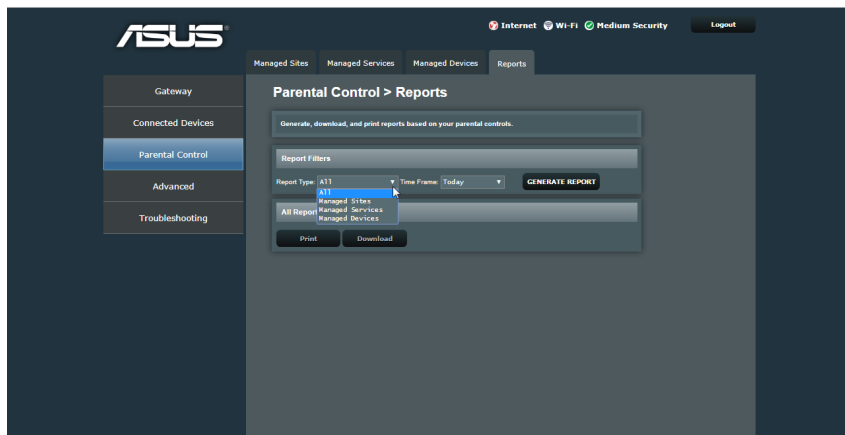 ASUS
Internet Wi-Fi Medium Security Logout
Managed Sites Managed Services Managed Devices Reports
Gateway
Connected Devices
Parental Control
Advanced
Troubleshooting
Parental Control > Reports
Generate, download, and print reports based on your parental controls.
Report Filters
Report Type: All Time Frame: Today GENERATE REPORT
All
Managed Sites
Managed Services
Managed Devices
All Report
Print Download